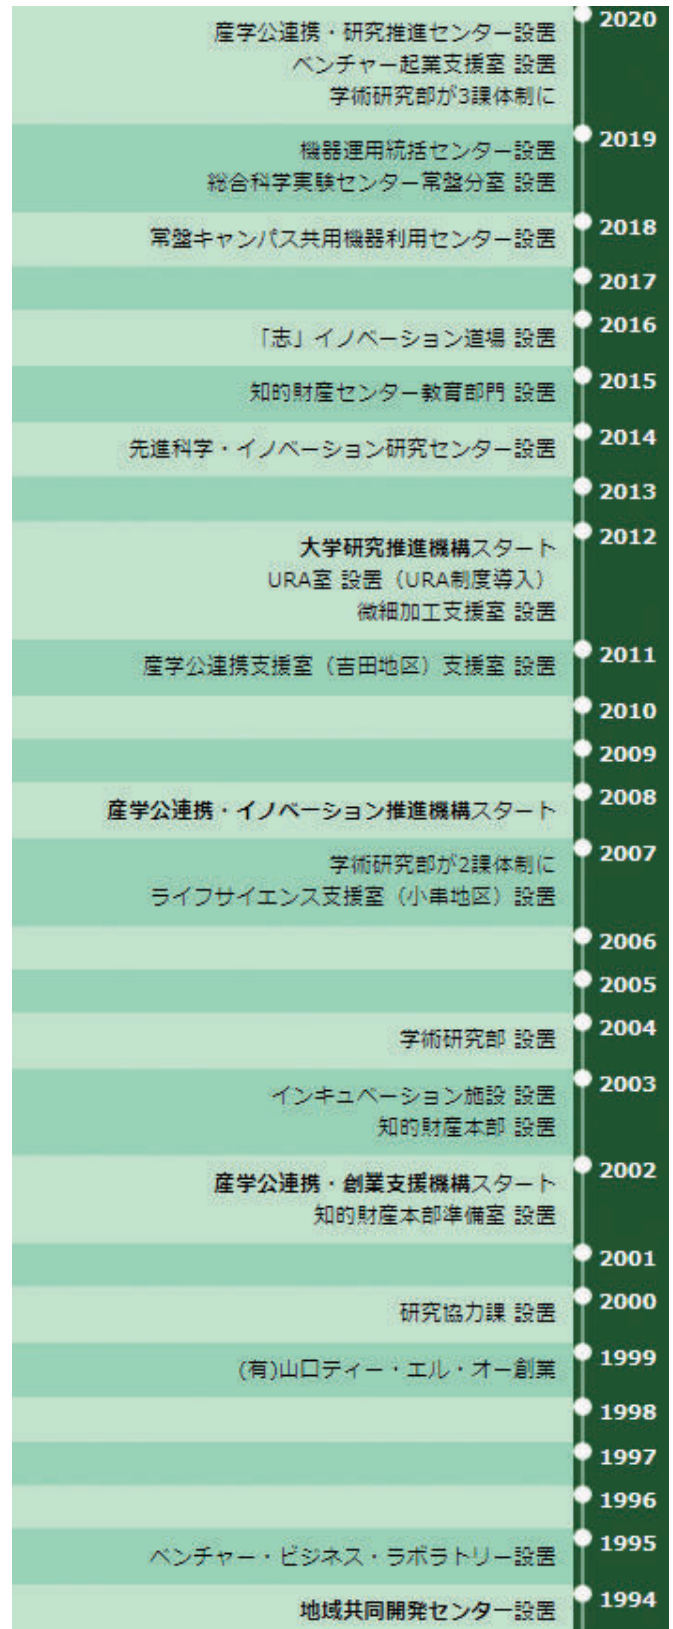 2020
産学公連携・研究推進センター設置
ベンチャー起業支援室 設置
学術研究部が3課体制に
2019
機器運用統括センター設置
総合科学実験センター常盤分室 設置
2018
常盤キャンパス共用機器利用センター設置
2017
2016
「志」イノベーション道場 設置
2015
知的財産センター教育部門 設置
2014
先進科学・イノベーション研究センター設置
2013
2012
大学研究推進機構スタート
URA室 設置（URA制度導入）
微細加工支援室 設置
2011
産学公連携支援室（吉田地区）支援室 設置
2010
2009
2008
産学公連携・イノベーション推進機構スタート
2007
学術研究部が2課体制に
ライフサイエンス支援室（小串地区）設置
2006
2005
2004
学術研究部 設置
2003
インキュベーション施設 設置
知的財産本部 設置
2002
産学公連携・創業支援機構スタート
知的財産本部準備室 設置
2001
2000
研究協力課 設置
1999
(有)山口ティー・エル・オー創業
1998
1997
1996
1995
ベンチャー・ビジネス・ラボラトリー設置
1994
地域共同開発センター設置